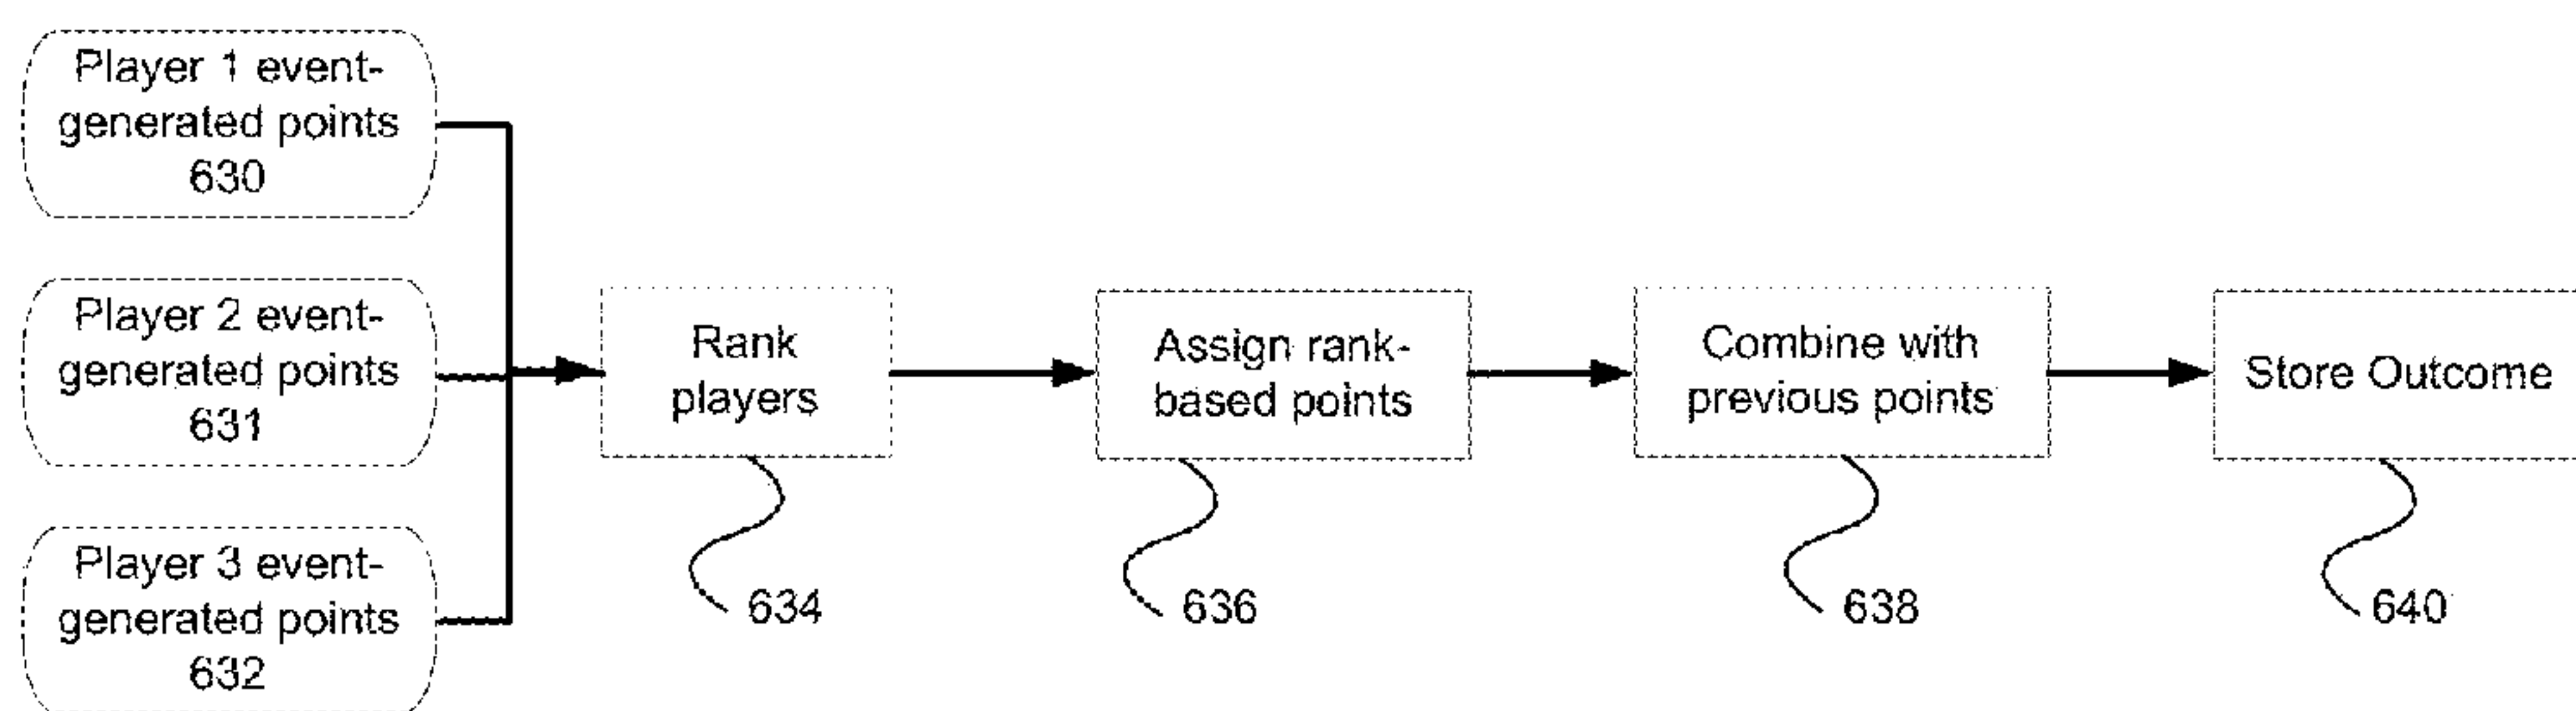 Player 1 event-
generated points
630
Player 2 event-
generated points
631
Player 3 event-
generated points
632
Rank
players
634
Assign rank-
based points
636
Combine with
previous points
638
Store Outcome
640